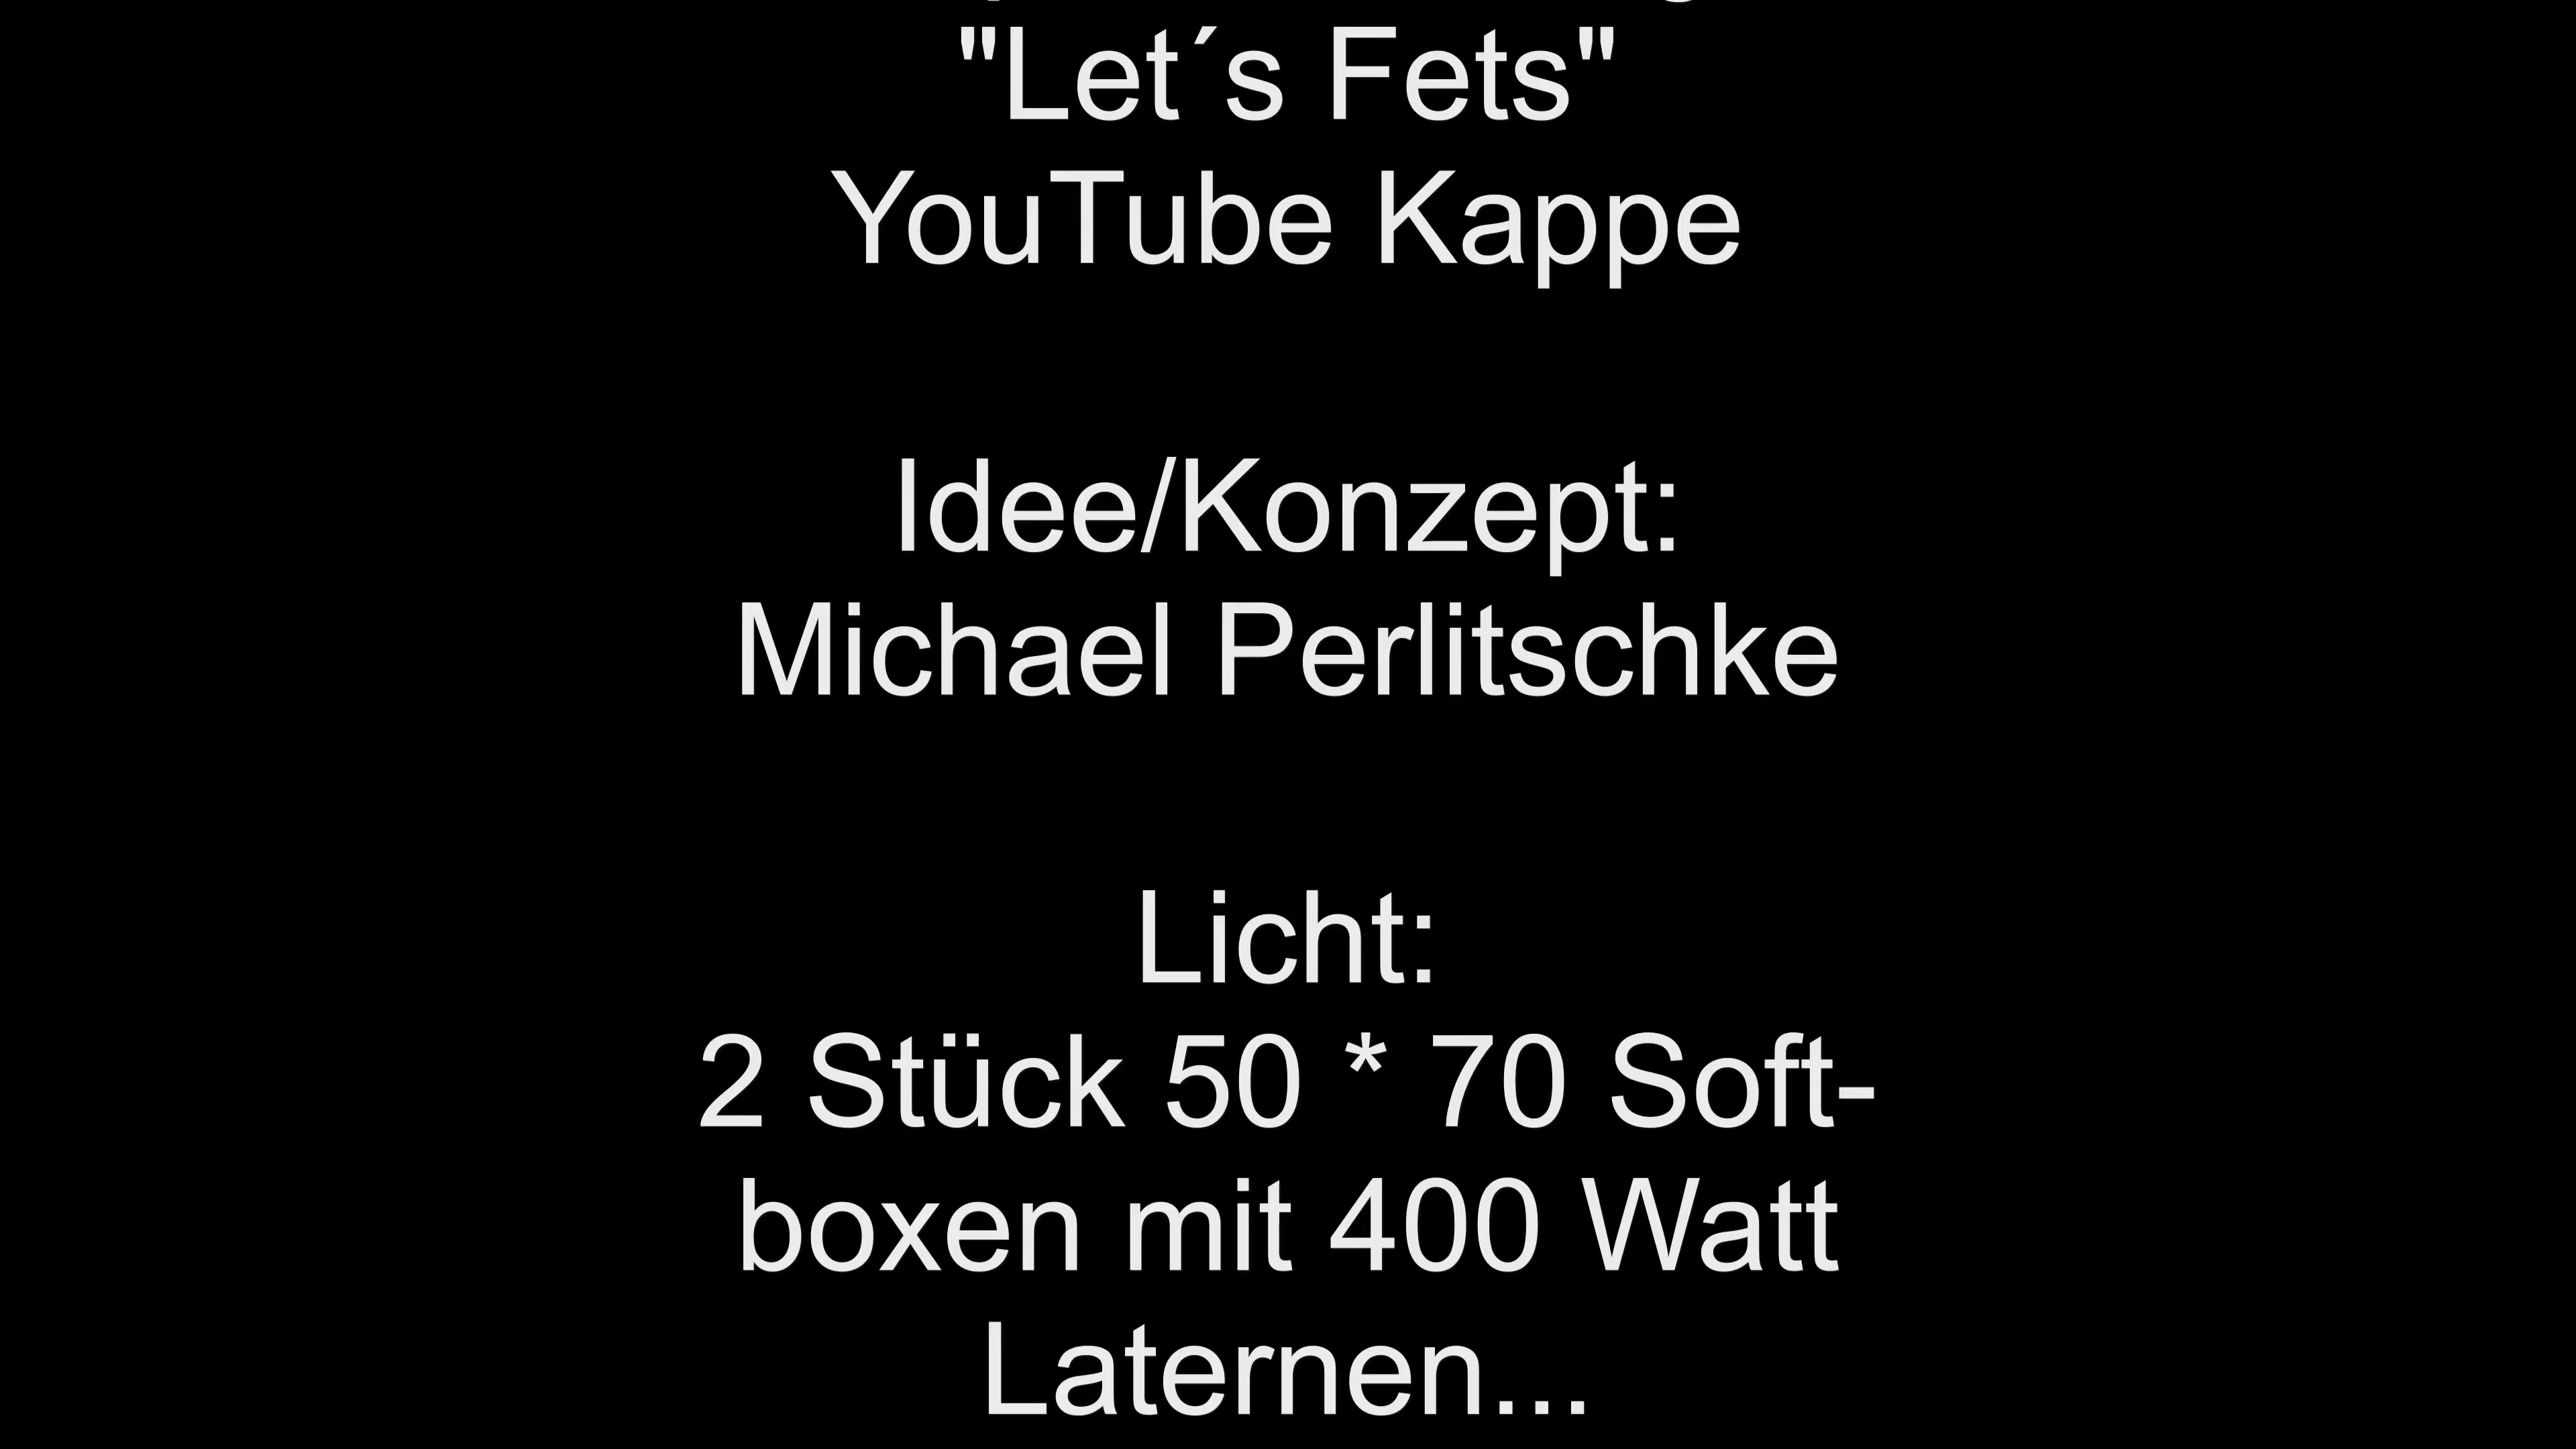 "Let´s Fets"
YouTube Kappe
Idee/Konzept:
Michael Perlitschke
Licht:
2 Stück 50 * 70 Soft-
boxen mit 400 Watt
Laternen...